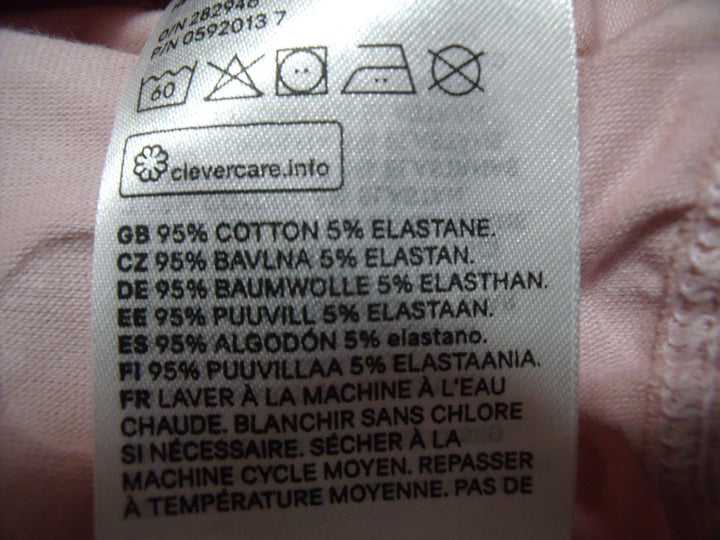 O/N 282948
P/N 0592013 7
60
clevercare.info
GB 95% COTTON 5% ELASTANE.
CZ 95% BAVLNA 5% ELASTAN.
DE 95% BAUMWOLLE 5% ELASTHAN.
EE 95% PUUVILL 5% ELASTAAN.
ES 95% ALGODÓN 5% elastano.
FI 95% PUUVILLAA 5% ELASTAANIA.
FR LAVER À LA MACHINE À L'EAU
CHAUDE. BLANCHIR SANS CHLORE
SI NÉCESSAIRE. SÉCHER À LA
MACHINE CYCLE MOYEN. REPASSER
À TEMPÉRATURE MOYENNE. PAS DE